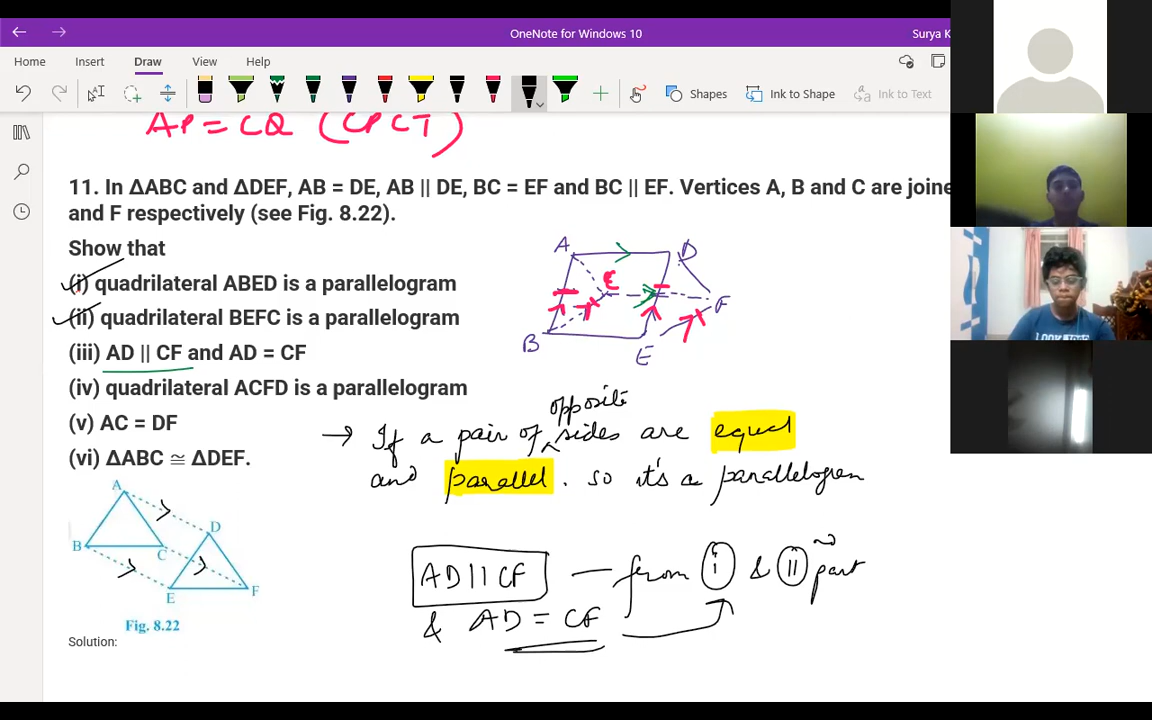 OneNote for Windows 10
Surya K
Home Insert Draw View Help
Shapes
Ink to Shape
Ink to Text
AP = CQ (CPCT)
11. In ΔABC and ΔDEF, AB = DE, AB || DE, BC = EF and BC || EF. Vertices A, B and C are joine
and F respectively (see Fig. 8.22).
Show that
(i) quadrilateral ABED is a parallelogram
(ii) quadrilateral BEFC is a parallelogram
(iii) AD || CF and AD = CF
(iv) quadrilateral ACFD is a parallelogram
(v) AC = DF
(vi) ΔABC ≅ ΔDEF.
A D
C
F
B
E
opposite
→ If a pair of sides are equal
and parallel. so it's a parallelogram
A
D
B C
E F
Fig. 8.22
AD || CF — from (i) & (ii) part
& AD = CF
Solution: